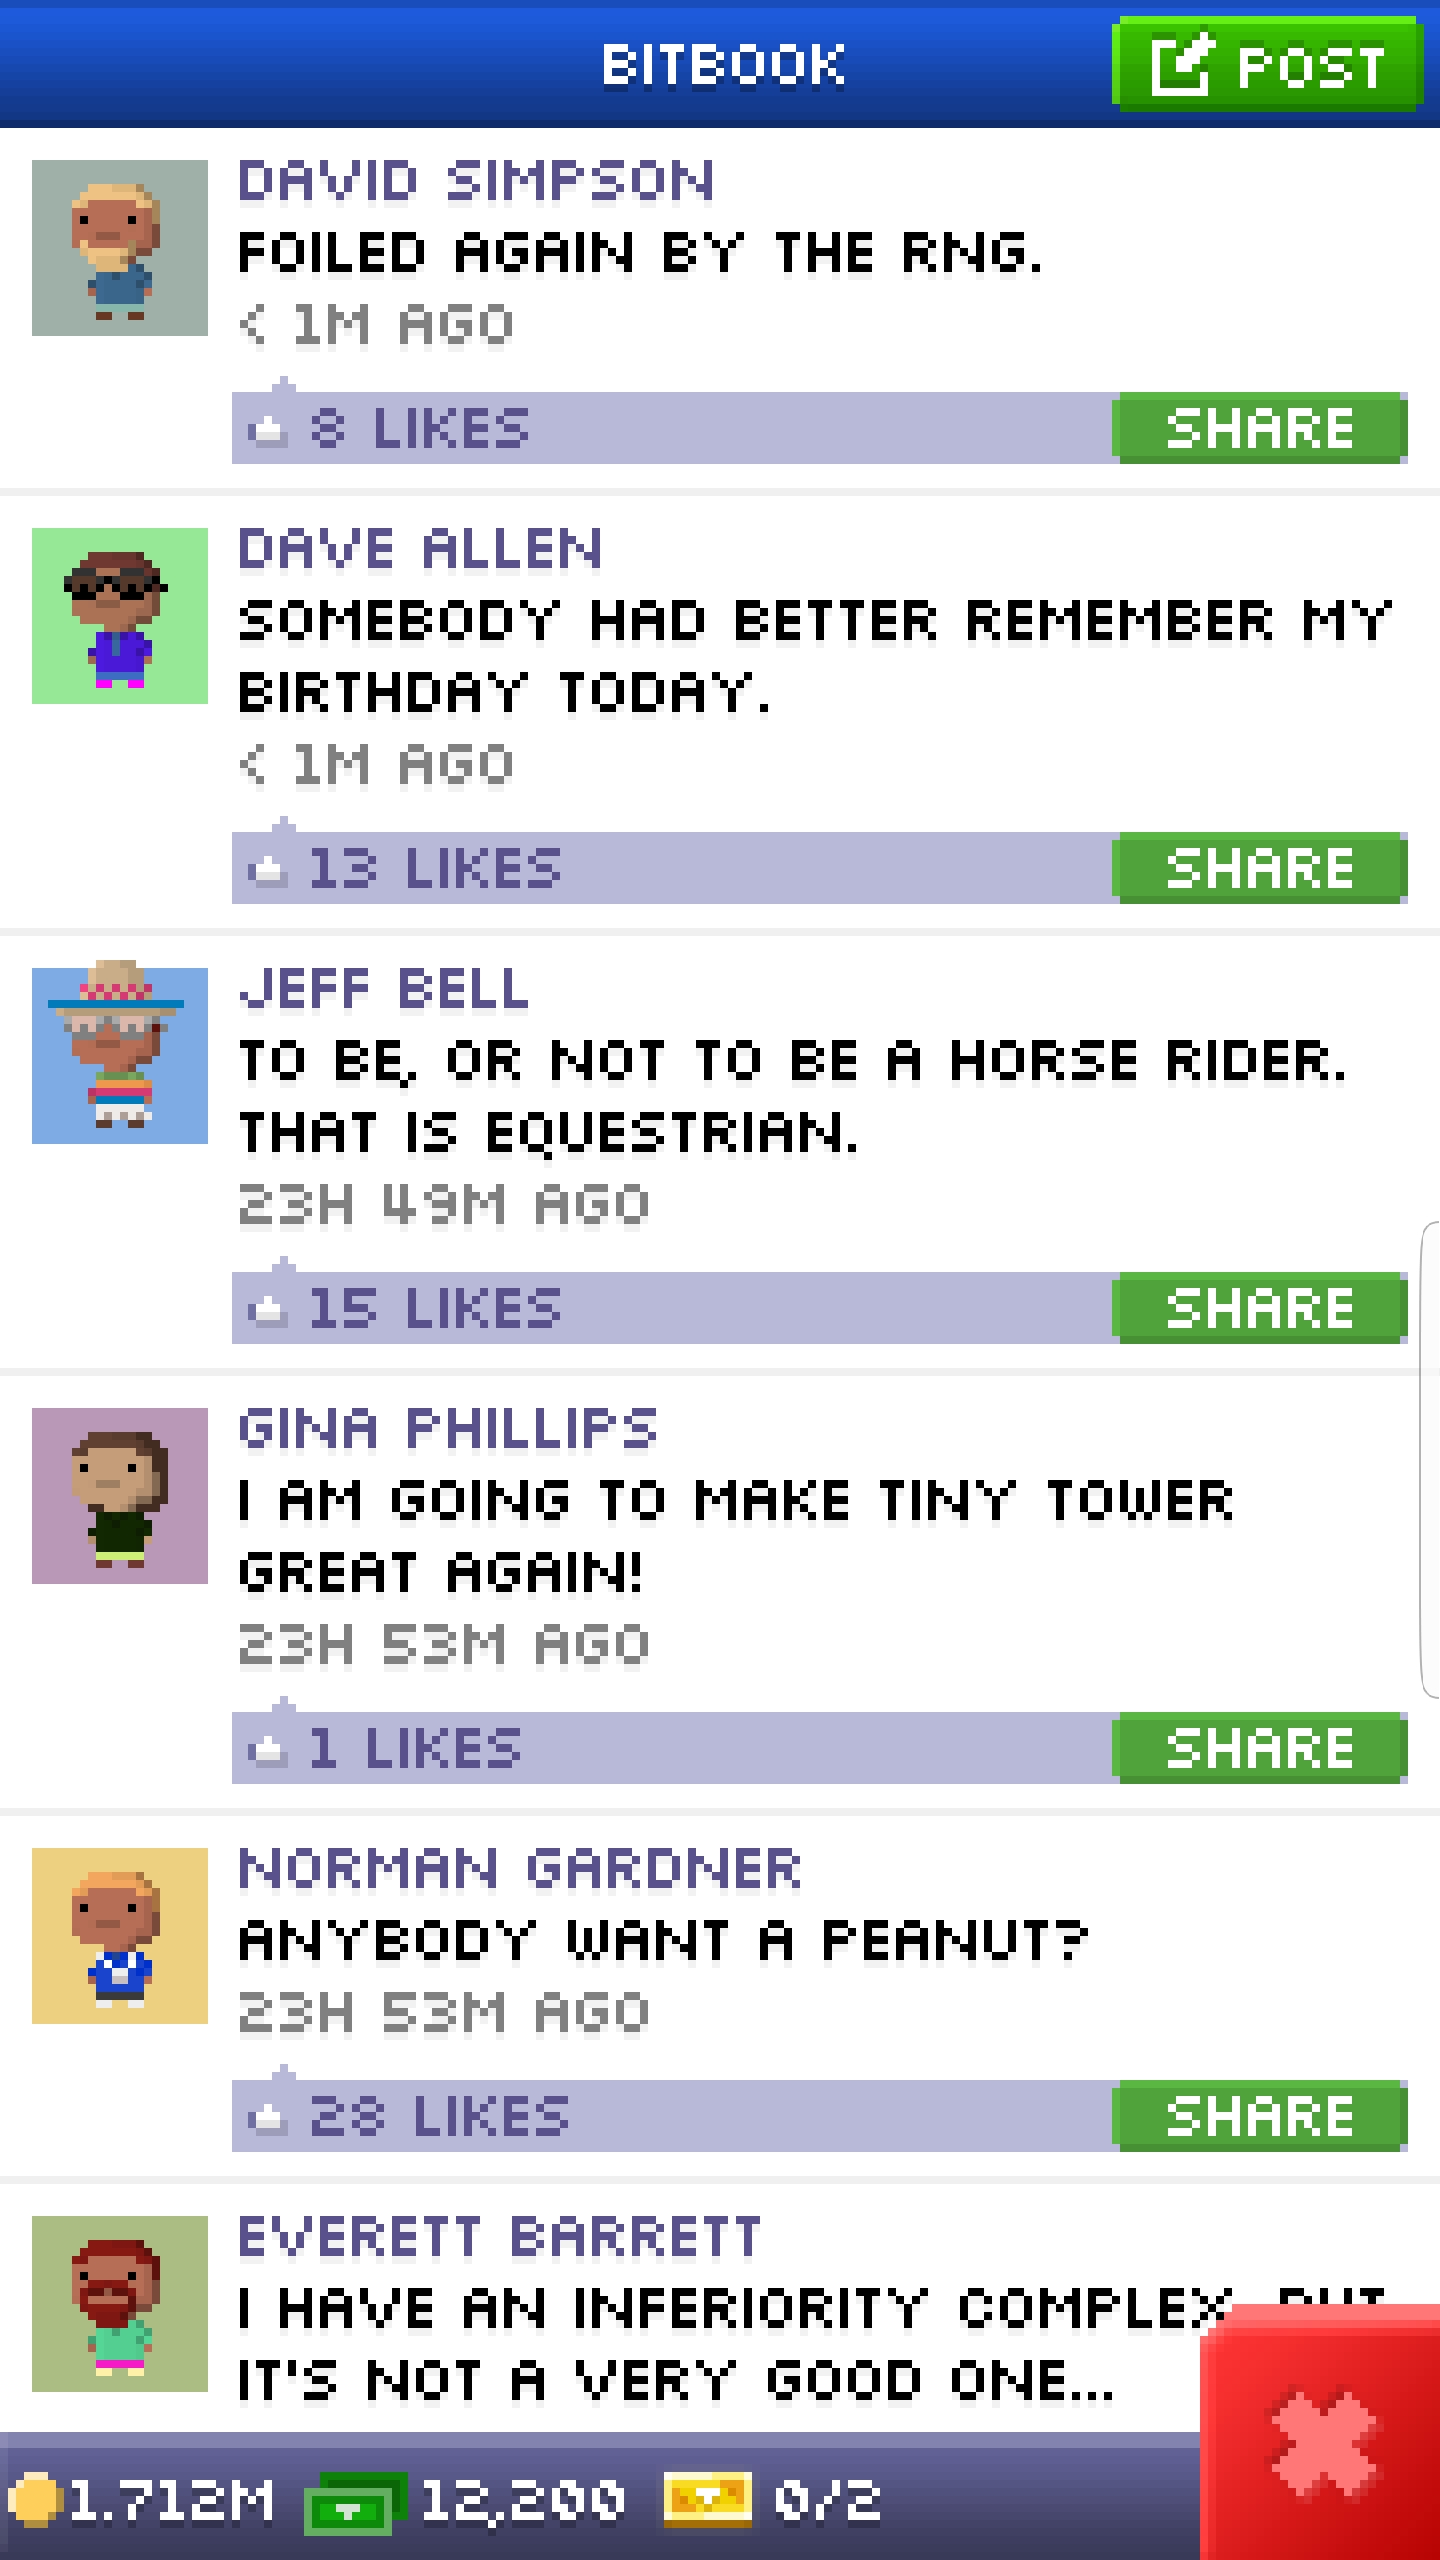 BITBOOK
POST
DAVID SIMPSON
FOILED AGAIN BY THE RNG.
< 1M AGO
8 LIKES
SHARE
DAVE ALLEN
SOMEBODY HAD BETTER REMEMBER MY
BIRTHDAY TODAY.
< 1M AGO
13 LIKES
SHARE
JEFF BELL
TO BE, OR NOT TO BE A HORSE RIDER.
THAT IS EQUESTRIAN.
23H 49M AGO
15 LIKES
SHARE
GINA PHILLIPS
I AM GOING TO MAKE TINY TOWER
GREAT AGAIN!
23H 53M AGO
1 LIKES
SHARE
NORMAN GARDNER
ANYBODY WANT A PEANUT?
23H 53M AGO
28 LIKES
SHARE
EVERETT BARRETT
I HAVE AN INFERIORITY COMPLEX, BUT
IT'S NOT A VERY GOOD ONE...
1.712M 12,200 0/2